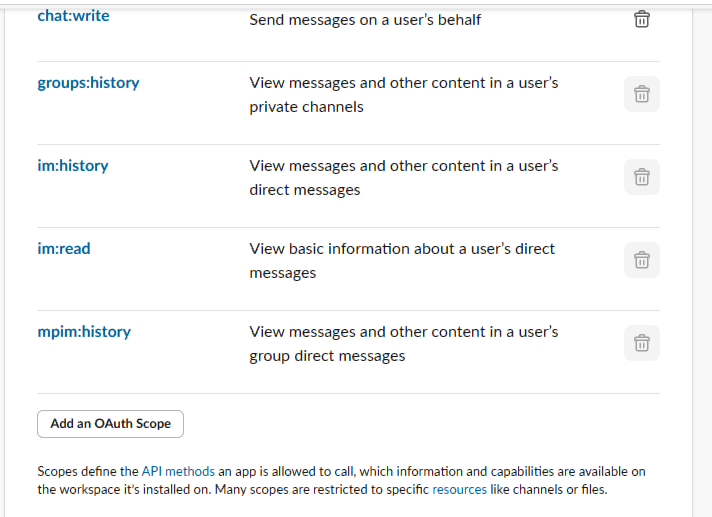 chat:write
Send messages on a user’s behalf
groups:history
View messages and other content in a user’s
private channels
im:history
View messages and other content in a user’s
direct messages
im:read
View basic information about a user’s direct
messages
mpim:history
View messages and other content in a user’s
group direct messages
Add an OAuth Scope
Scopes define the API methods an app is allowed to call, which information and capabilities are available on
the workspace it’s installed on. Many scopes are restricted to specific resources like channels or files.